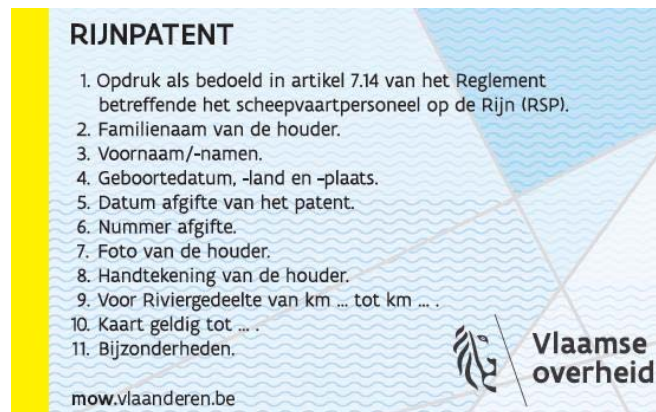 RIJNPATENT
1. Opdruk als bedoeld in artikel 7.14 van het Reglement
betreffende het scheepvaartpersoneel op de Rijn (RSP).
2. Familienaam van de houder.
3. Voornaam/-namen.
4. Geboortedatum, -land en -plaats.
5. Datum afgifte van het patent.
6. Nummer afgifte.
7. Foto van de houder.
8. Handtekening van de houder.
9. Voor Riviergedeelte van km ... tot km ... .
10. Kaart geldig tot ... .
11. Bijzonderheden.
Vlaamse
overheid
mow.vlaanderen.be